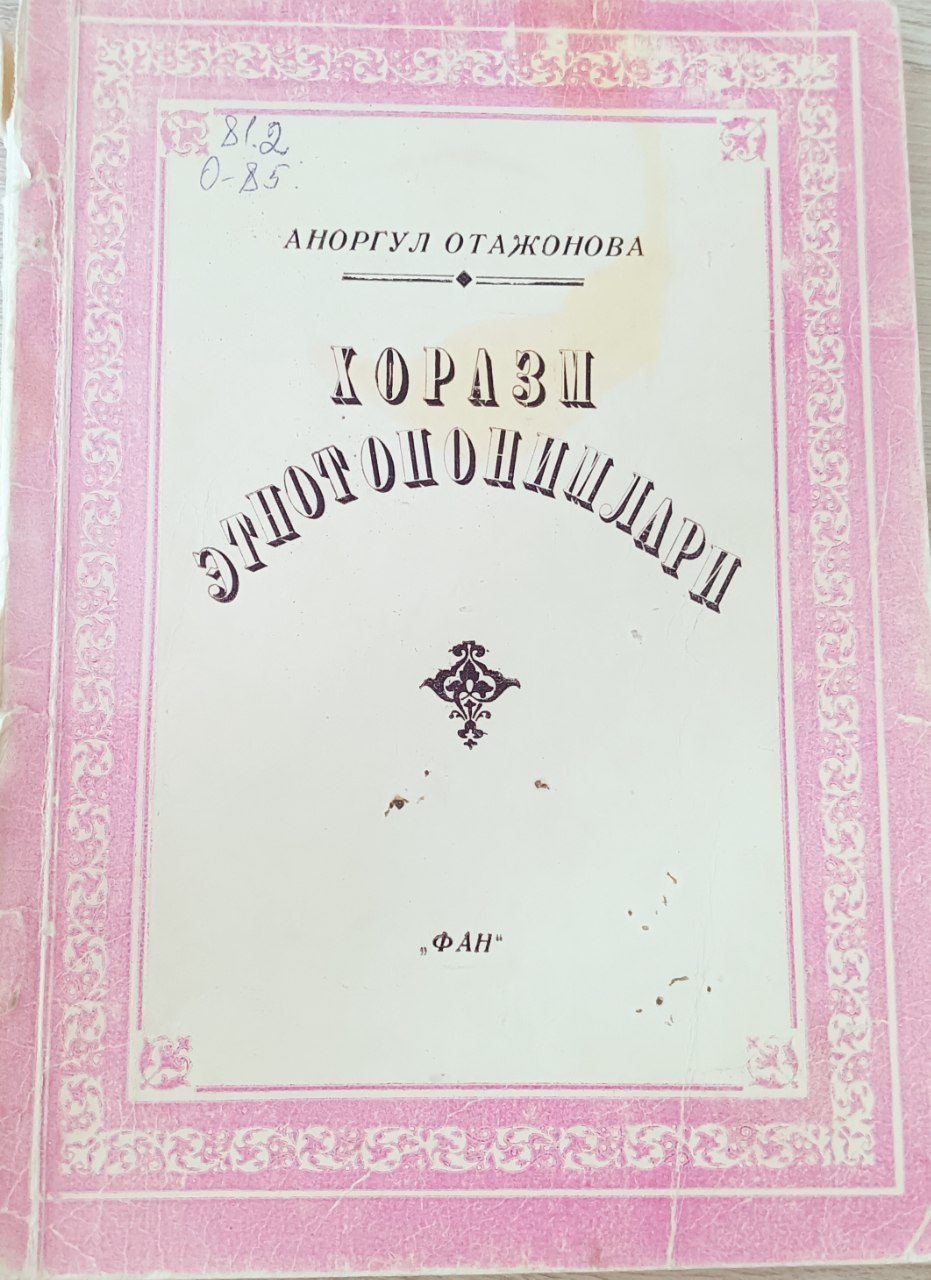 81.2
О-85
АНОРГУЛ ОТАЖОНОВА
ХОРАЗМ
ЭТНОТОПОНИМЛАРИ
„ФАН“